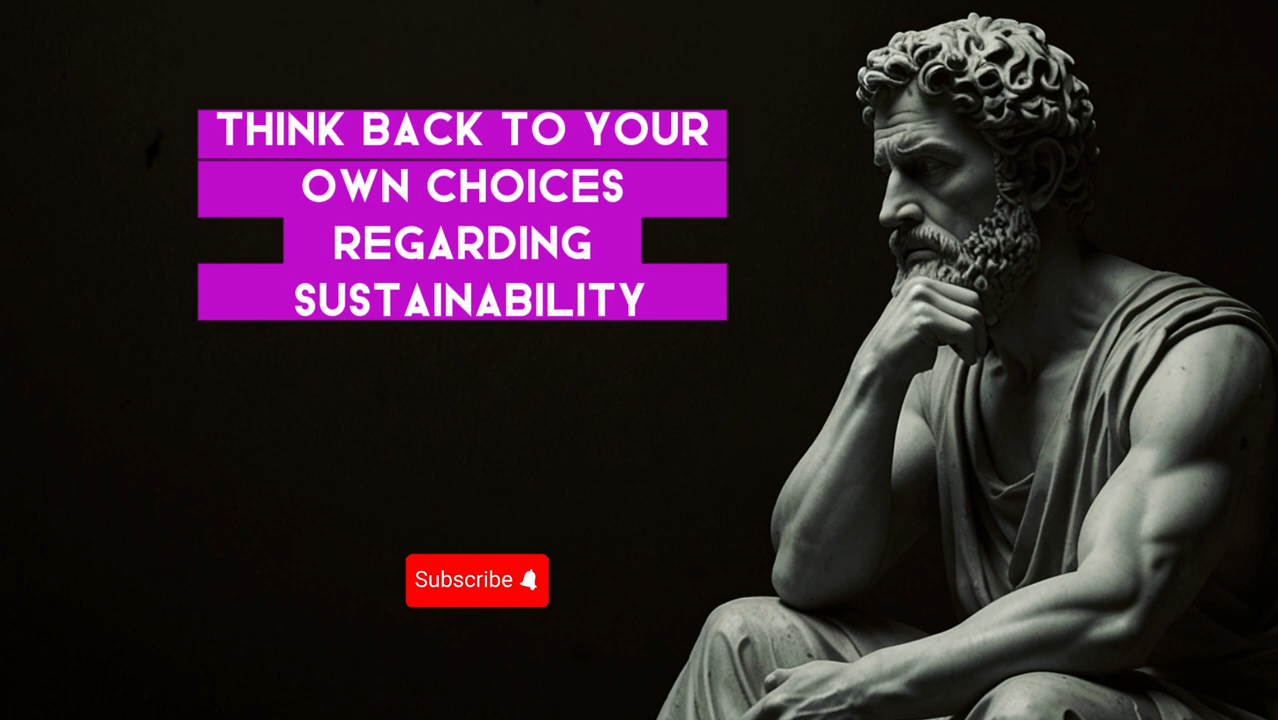 THINK BACK TO YOUR
OWN CHOICES
REGARDING
SUSTAINABILITY
Subscribe